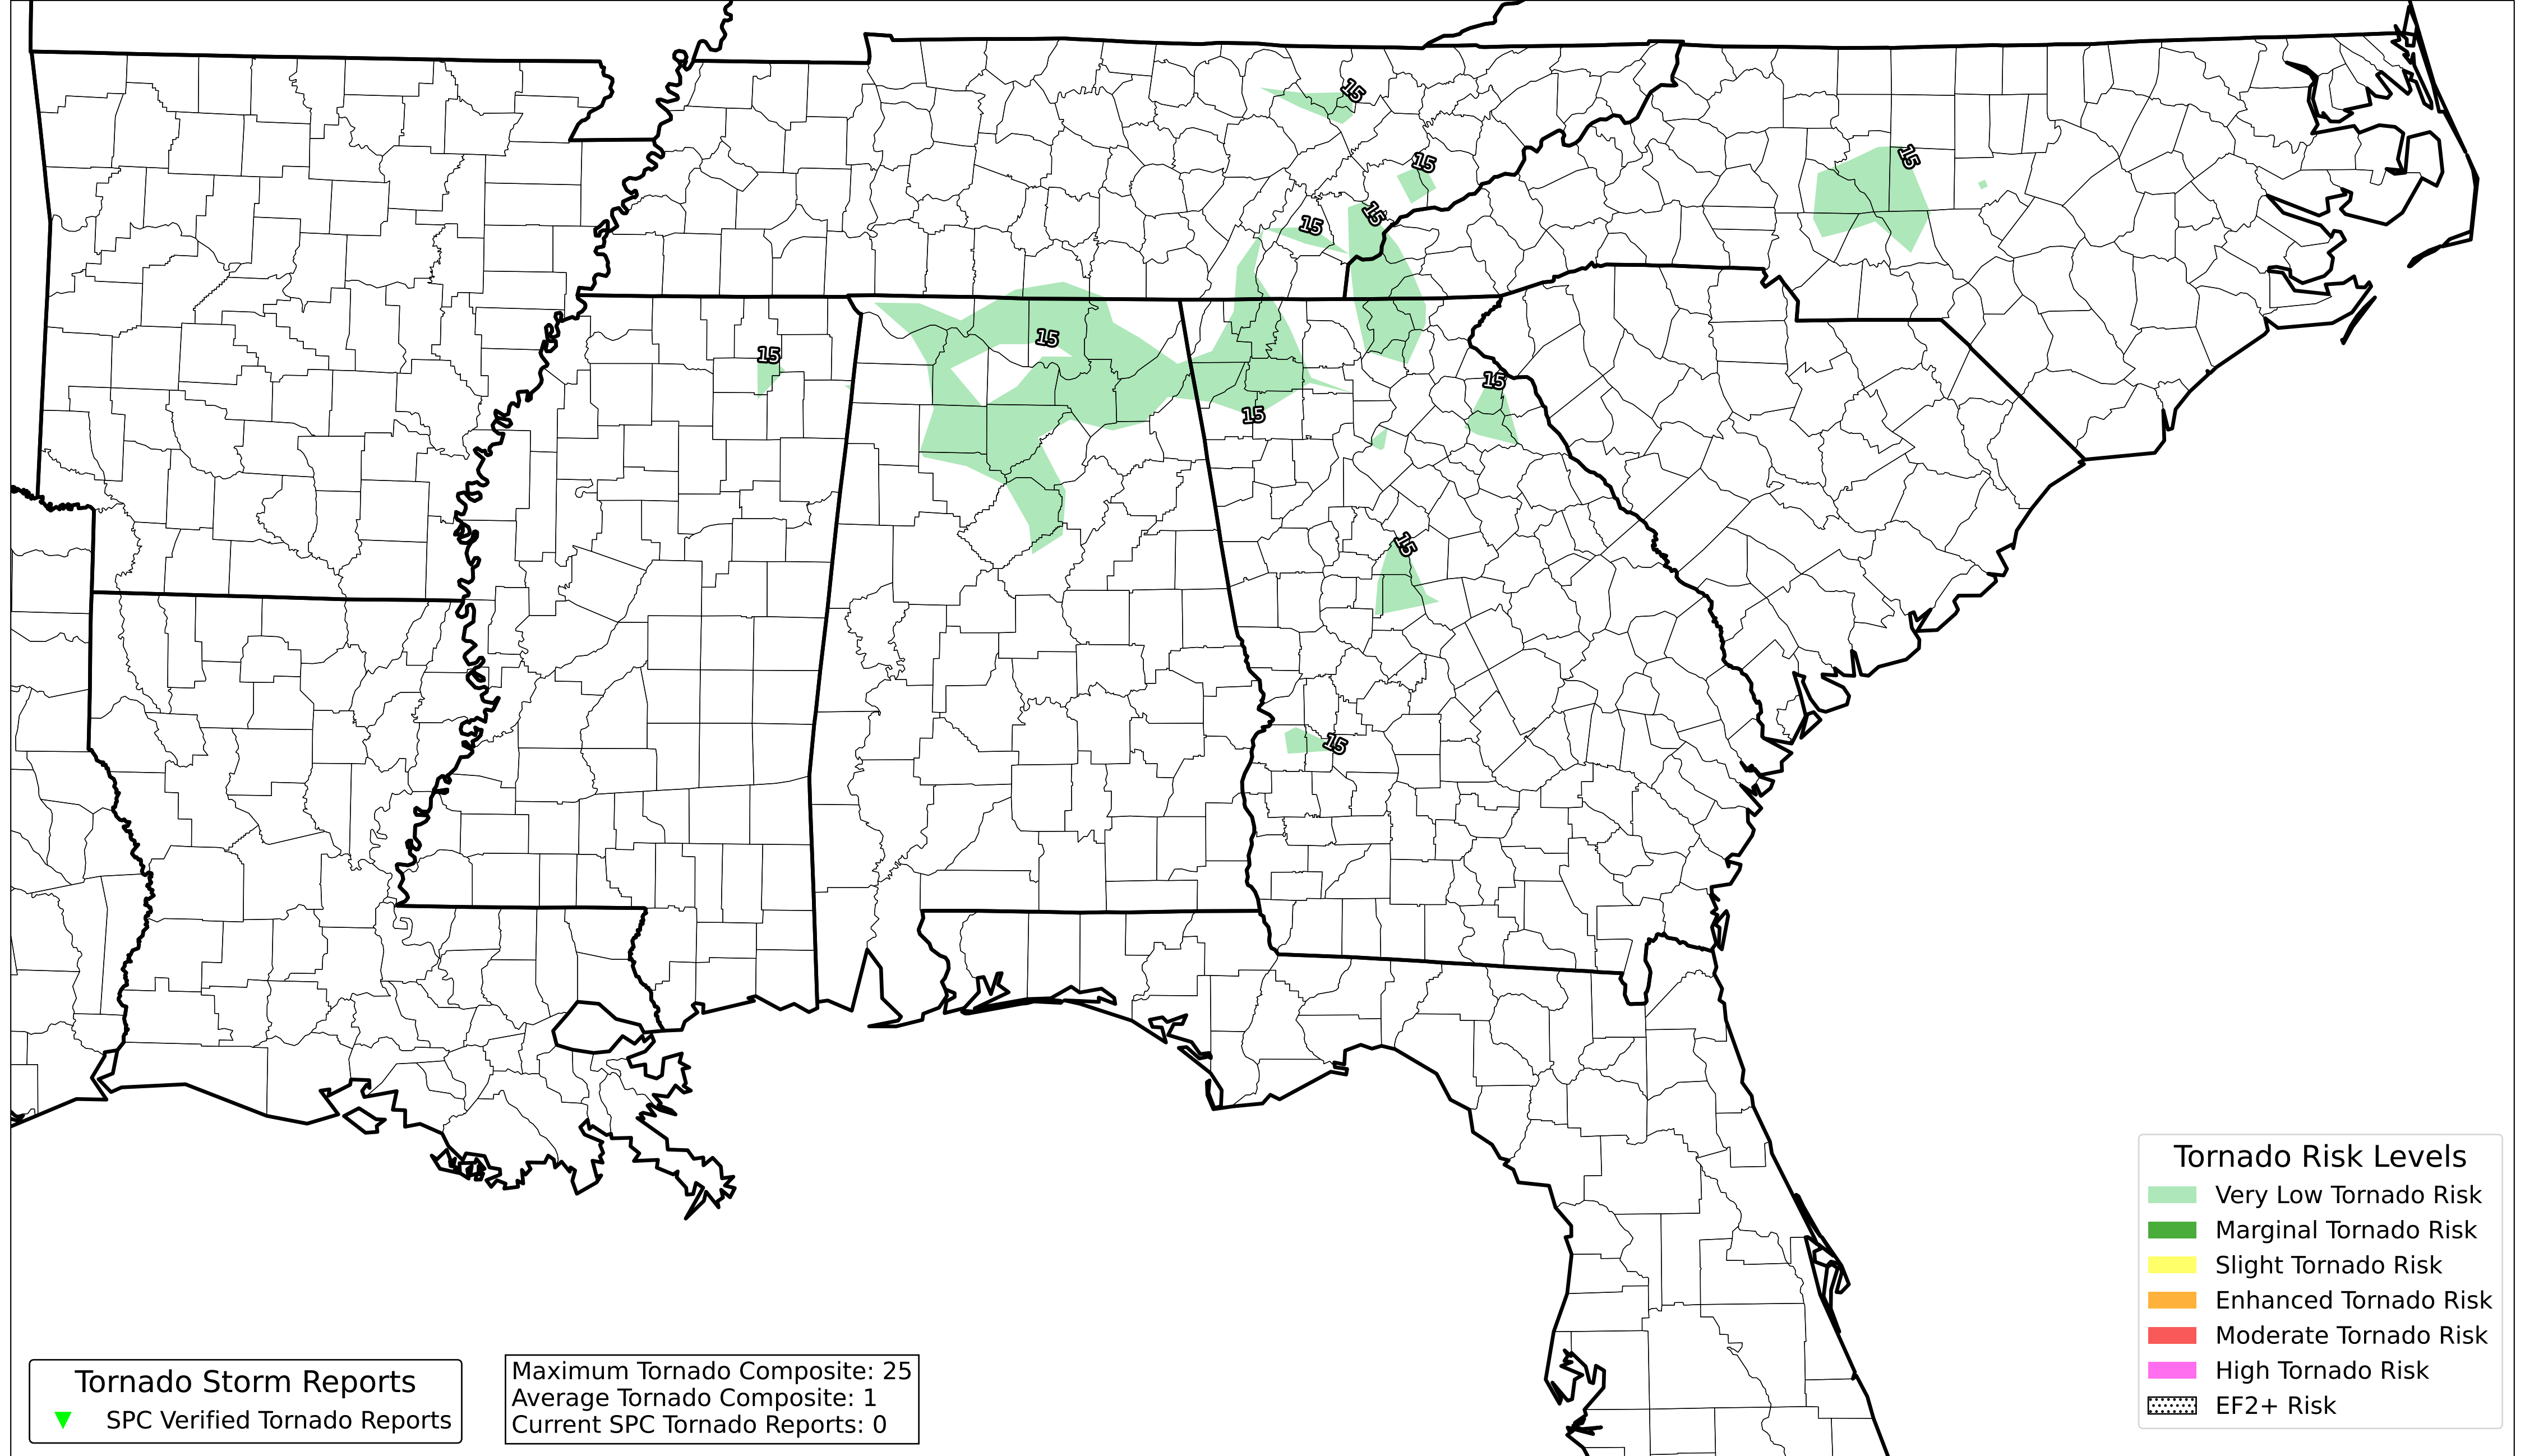 15
15
15
15
15
15
15
15
15
15
15
Tornado Risk Levels
Very Low Tornado Risk
Marginal Tornado Risk
Slight Tornado Risk
Enhanced Tornado Risk
Moderate Tornado Risk
High Tornado Risk
EF2+ Risk
Tornado Storm Reports
SPC Verified Tornado Reports
Maximum Tornado Composite: 25
Average Tornado Composite: 1
Current SPC Tornado Reports: 0